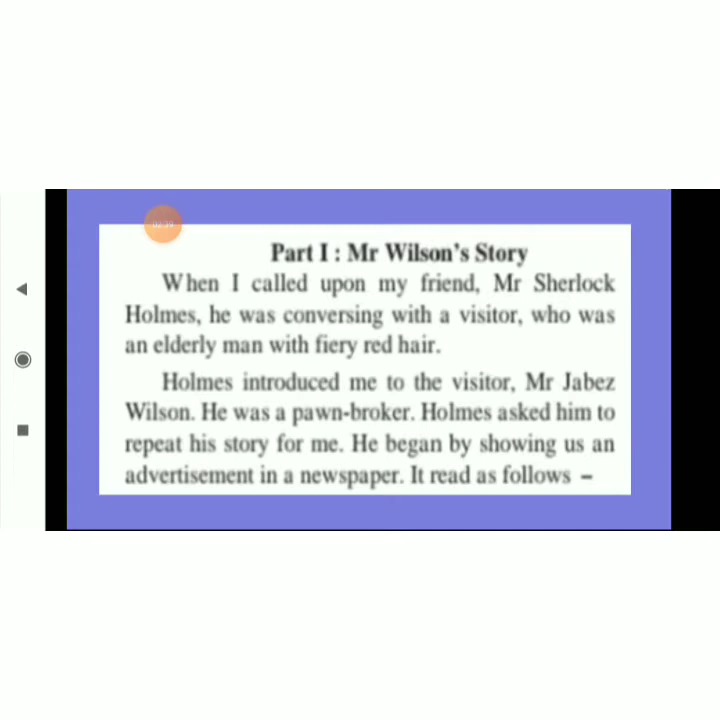 02:39
Part I : Mr Wilson's Story
When I called upon my friend, Mr Sherlock
Holmes, he was conversing with a visitor, who was
an elderly man with fiery red hair.
Holmes introduced me to the visitor, Mr Jabez
Wilson. He was a pawn-broker. Holmes asked him to
repeat his story for me. He began by showing us an
advertisement in a newspaper. It read as follows –